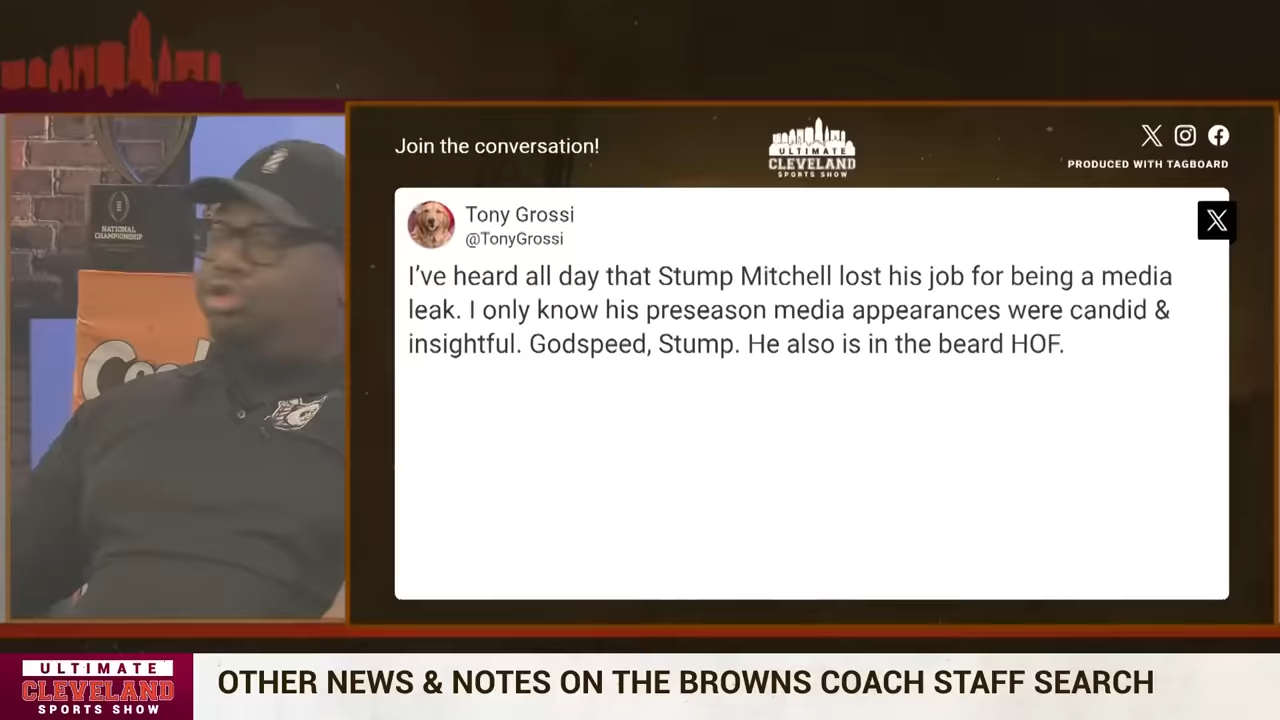 Join the conversation!
ULTIMATE
CLEVELAND
SPORTS SHOW
PRODUCED WITH TAGBOARD
NATIONAL
CHAMPIONSHIP
Tony Grossi
@TonyGrossi
I've heard all day that Stump Mitchell lost his job for being a media
leak. I only know his preseason media appearances were candid &
insightful. Godspeed, Stump. He also is in the beard HOF.
ULTIMATE
CLEVELAND
SPORTS SHOW
OTHER NEWS & NOTES ON THE BROWNS COACH STAFF SEARCH